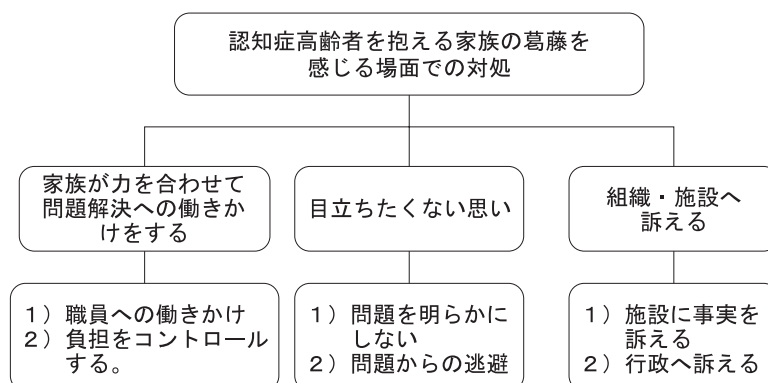 認知症高齢者を抱える家族の葛藤を
感じる場面での対処
家族が力を合わせて
問題解決への働きか
けをする
目立ちたくない思い
組織・施設へ
訴える
１）職員への働きかけ
２）負担をコントロール
する。
１）問題を明らかに
しない
２）問題からの逃避
１）施設に事実を
訴える
２）行政へ訴える